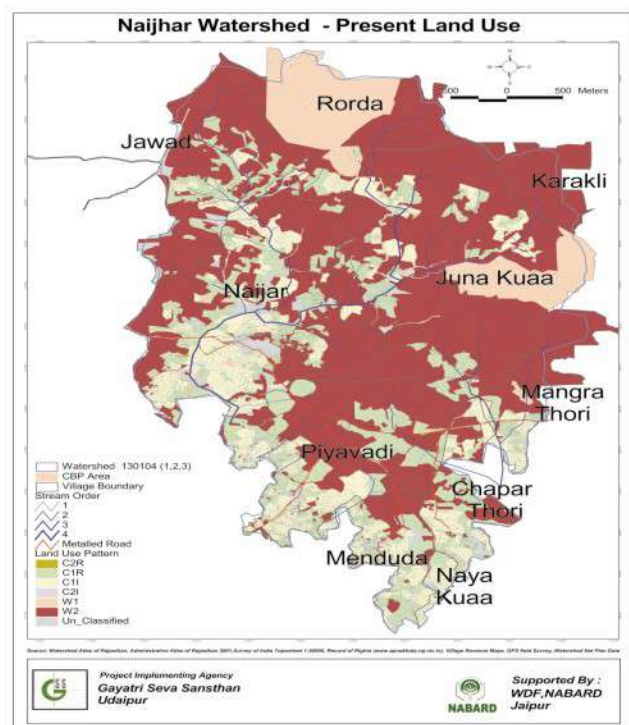 Naijhar Watershed - Present Land Use
500 0 500 Meters
Rorda
Jawad
Karakli
Juna Kuaa
Naijar
Mangra
Thori
Piyavadi
Chapar
Thori
Menduda
Naya
Kuaa
Watershed 130104 (1,2,3)
CBP Area
Village Boundary
Stream Order
1
2
3
4
Metalled Road
Land Use Pattern
C2R
C1R
C1I
C2I
W1
W2
Un_Classified
Project Implementing Agency
Gayatri Seva Sansthan
Udaipur
NABARD
Supported By :
WDF,NABARD
Jaipur